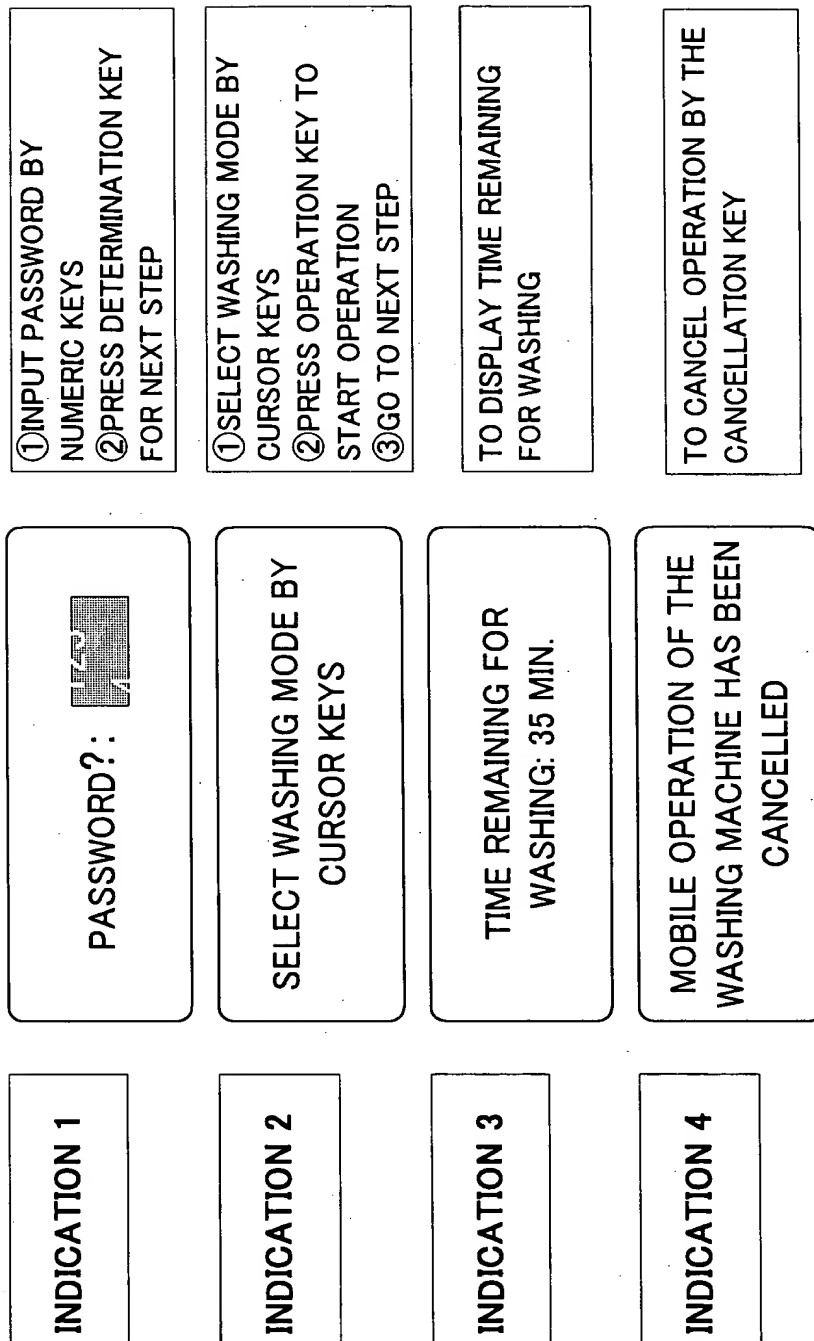 INDICATION 1
PASSWORD?:
①INPUT PASSWORD BY
NUMERIC KEYS
②PRESS DETERMINATION KEY
FOR NEXT STEP
INDICATION 2
SELECT WASHING MODE BY
CURSOR KEYS
①SELECT WASHING MODE BY
CURSOR KEYS
②PRESS OPERATION KEY TO
START OPERATION
③GO TO NEXT STEP
INDICATION 3
TIME REMAINING FOR
WASHING: 35 MIN.
TO DISPLAY TIME REMAINING
FOR WASHING
INDICATION 4
MOBILE OPERATION OF THE
WASHING MACHINE HAS BEEN
CANCELLED
TO CANCEL OPERATION BY THE
CANCELLATION KEY